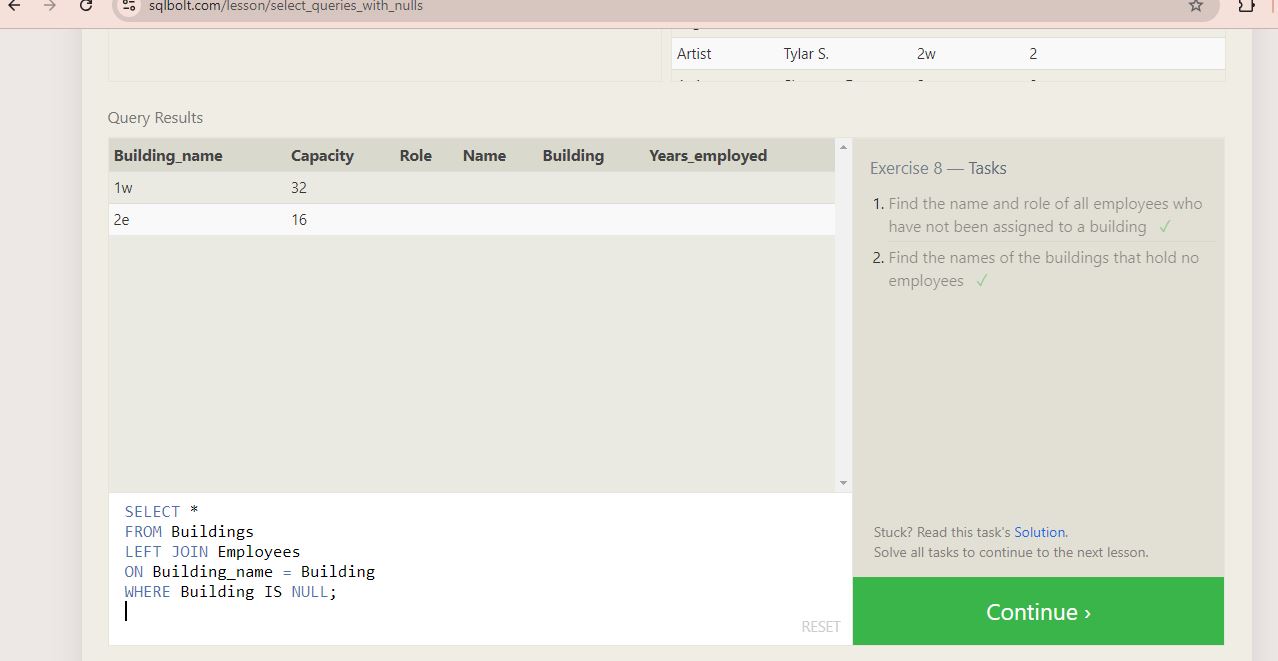 sqlbolt.com/lesson/select_queries_with_nulls
Artist Tylar S. 2w 2
Query Results
Building_name Capacity Role Name Building Years_employed
1w 32
2e 16
Exercise 8 — Tasks
1. Find the name and role of all employees who
have not been assigned to a building ✓
2. Find the names of the buildings that hold no
employees ✓
SELECT *
FROM Buildings
LEFT JOIN Employees
ON Building_name = Building
WHERE Building IS NULL;
RESET
Stuck? Read this task's Solution.
Solve all tasks to continue to the next lesson.
Continue ›